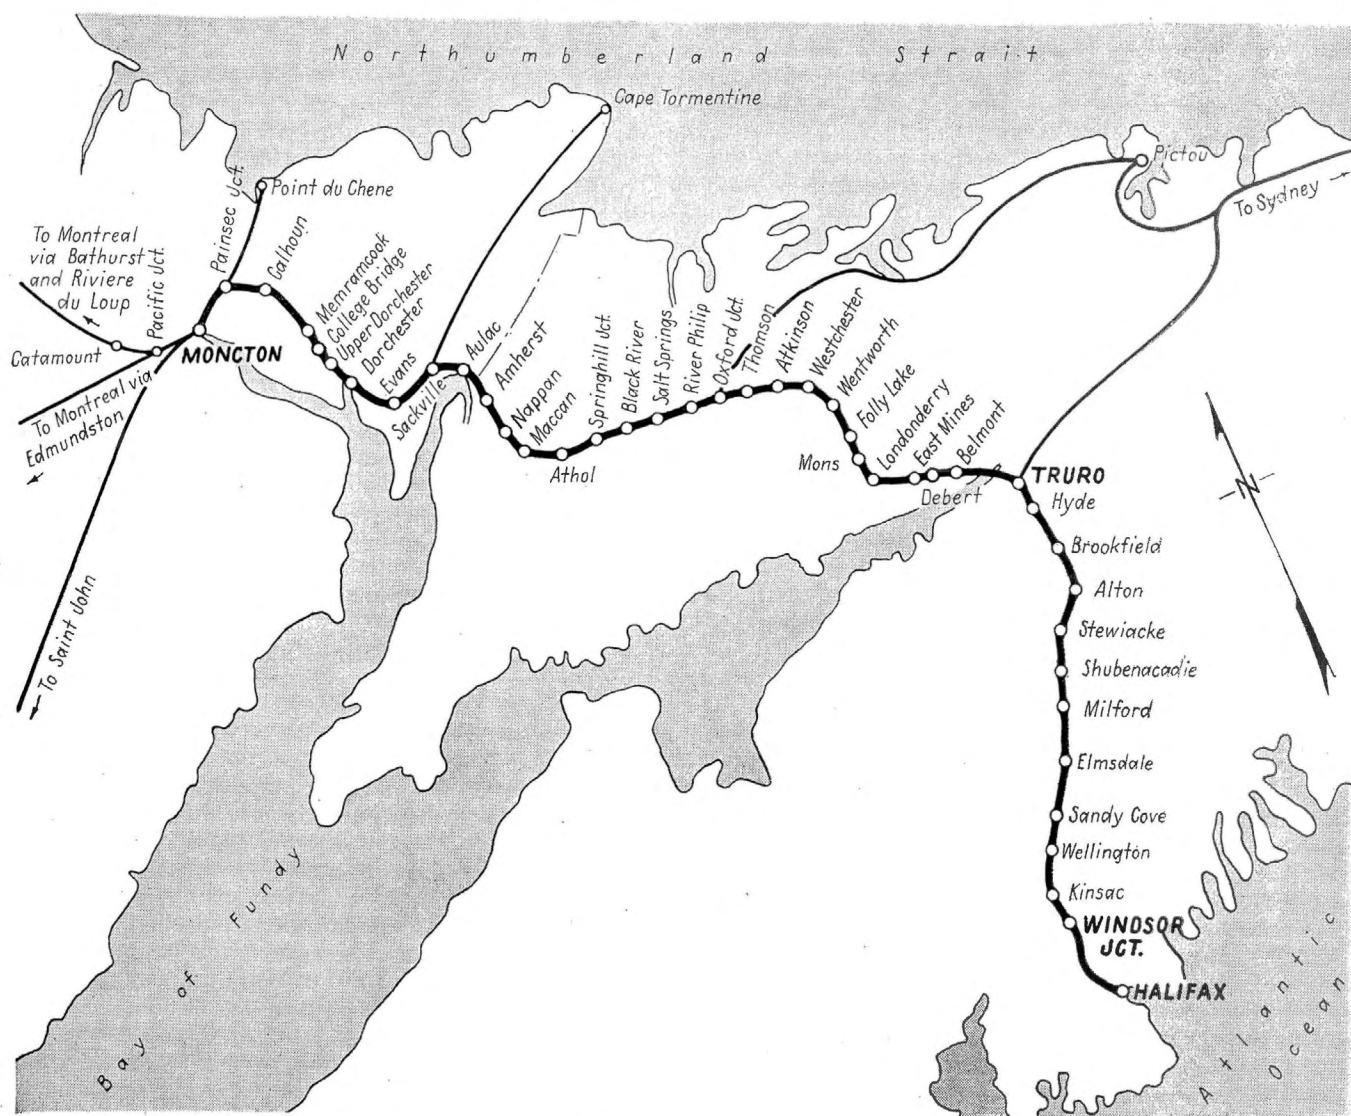 Northumberland Strait
Cape Tormentine
Pictou
To Sydney
Point du Chene
Painsec Jct.
Calhoun
To Montreal
via Bathurst
and Riviere
du Loup
Pacific Jct.
Catamount
MONCTON
To Montreal via
Edmundston
To Saint John
Memramcook
College Bridge
Upper Dorchester
Dorchester
Evans
Sackville
Aulac
Amherst
Nappan
Maccan
Athol
Springhill Jct.
Black River
Salt Springs
River Philip
Oxford Jct.
Thomson
Atkinson
Westchester
Wentworth
Folly Lake
Mons
Londonderry
East Mines
Debert
Belmont
TRURO
Hyde
N
Brookfield
Alton
Stewiacke
Shubenacadie
Milford
Elmsdale
Sandy Cove
Wellington
Kinsac
WINDSOR
JCT.
HALIFAX
Bay of Fundy
Atlantic
Ocean